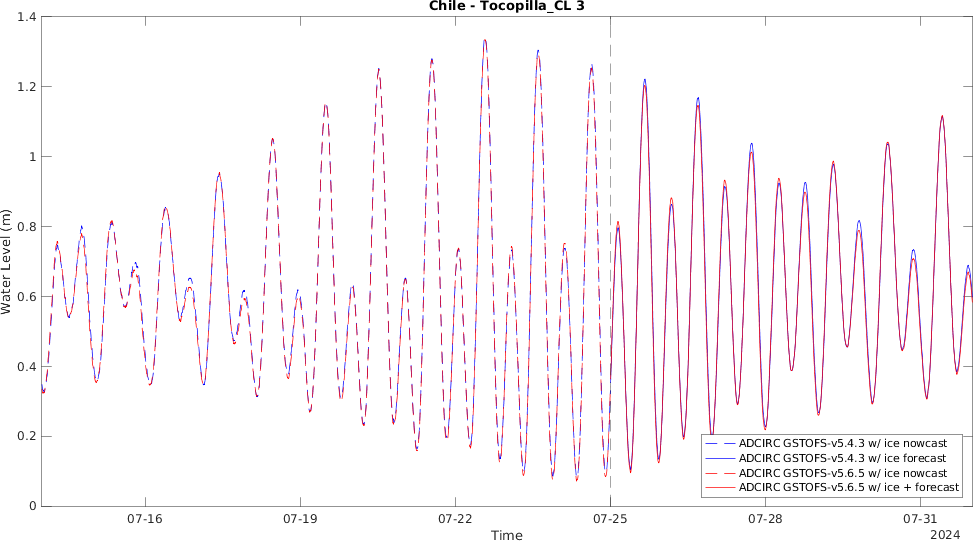 Chile - Tocopilla_CL 3
1.4
1.2
1
0.8
0.6
0.4
0.2
0
Water Level (m)
07-16
07-19
07-22
07-25
07-28
07-31
2024
Time
ADCIRC GSTOFS-v5.4.3 w/ ice nowcast
ADCIRC GSTOFS-v5.4.3 w/ ice forecast
ADCIRC GSTOFS-v5.6.5 w/ ice nowcast
ADCIRC GSTOFS-v5.6.5 w/ ice + forecast